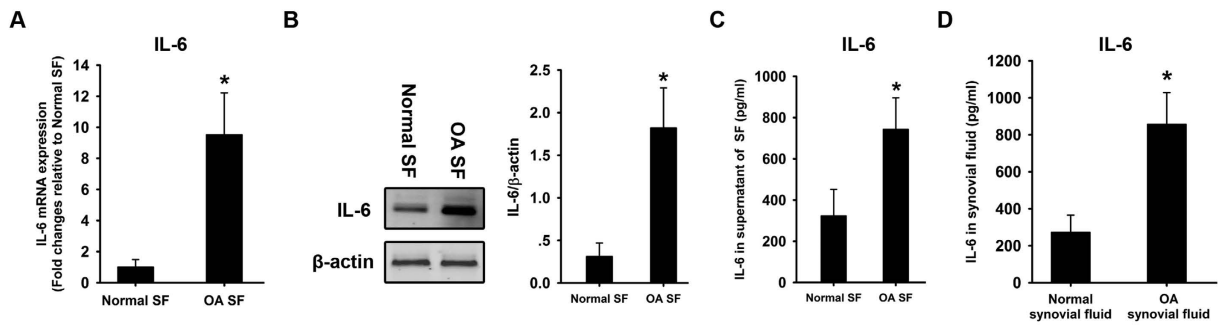 A
IL-6
IL-6 mRNA expression
(Fold changes relative to Normal SF)
14
12
10
8
6
4
2
0
*
Normal SF
OA SF
B
Normal SF
OA SF
IL-6
β-actin
IL-6/β-actin
2.5
2.0
1.5
1.0
.5
0.0
*
Normal SF
OA SF
C
IL-6
IL-6 in supernatant of SF (pg/ml)
1000
800
600
400
200
0
*
Normal SF
OA SF
D
IL-6
IL-6 in synovial fluid (pg/ml)
1200
1000
800
600
400
200
0
*
Normal
synovial fluid
OA
synovial fluid